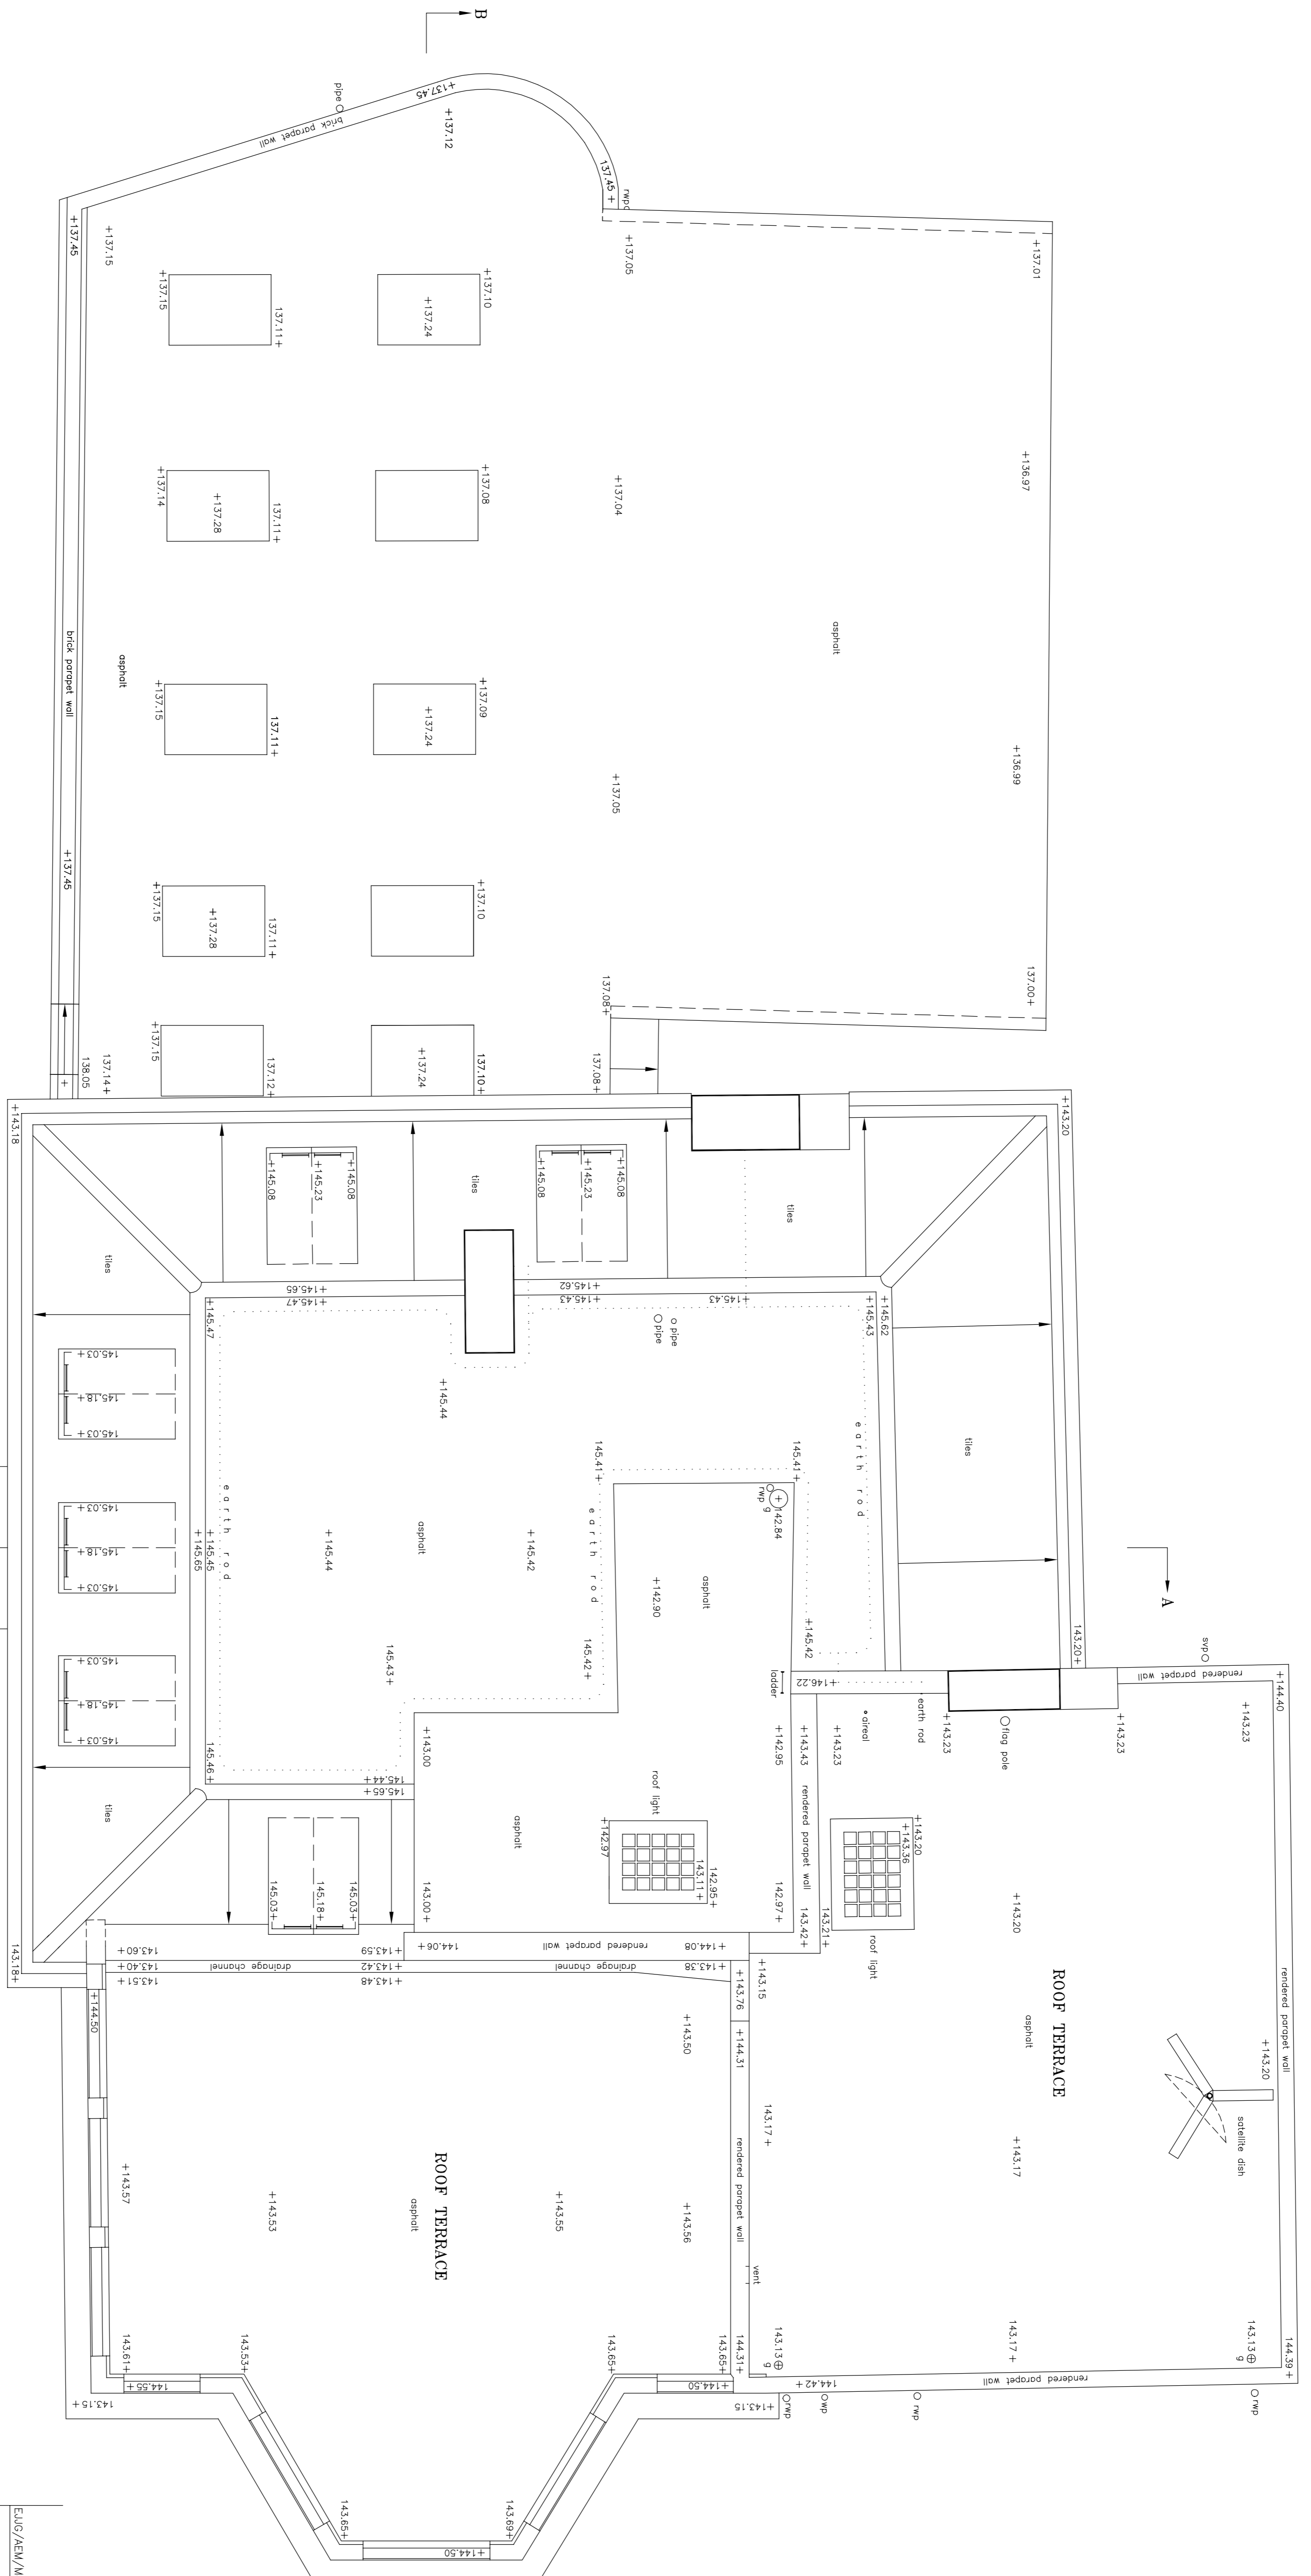 B
+137.45
pipe
brick parapet wall
+137.12
137.45 +
rwp
+137.45
+137.15
+137.05
+137.01
+137.15
137.11+
+137.24
+137.10
+137.14
+137.28
137.11+
+137.08
+137.04
+136.97
brick parapet wall
asphalt
asphalt
+137.15
137.11+
+137.24
+137.09
+137.05
+136.99
+137.45
+137.15
+137.28
137.11+
+137.10
137.08+
137.00+
+137.15
138.05
137.14+
137.12+
+137.24
137.10+
137.08+
+
+143.18
+143.20
+145.08
+145.23
+145.08
tiles
+145.08
+145.23
+145.08
tiles
tiles
+145.65
+145.47
+145.62
+145.43
+145.43
+145.47
+145.43
+145.62
pipe
pipe
145.03+
145.18+
145.03+
+145.44
earth rod
tiles
145.41+
145.41+
rwp
g
+142.84
145.03+
145.18+
145.03+
earth rod
+145.65
+145.45
+145.44
asphalt
+145.42
earth rod
+142.90
asphalt
A
145.03+
145.18+
145.03+
145.43+
145.42+
+145.42
143.20+
svp
ladder
+146.22
rendered parapet wall
+144.40
145.46+
145.44+
145.65+
+143.00
+142.95
+143.43
+143.23
aireal
earth rod
+143.23
flag pole
+143.23
+143.23
tiles
roof light
rendered parapet wall
asphalt
+142.97
143.11+
142.95+
+143.36
+143.20
145.03+
145.18+
145.03+
143.00+
142.97+
143.42+
143.21+
+143.20
roof light
143.18+
143.60+
143.40+
143.51+
drainage channel
+143.59
+143.42
+143.48
144.06+
rendered parapet wall
drainage channel
+144.08
+143.38
+144.50
+143.76
+143.15
ROOF TERRACE
asphalt
rendered parapet wall
+143.50
+144.31
+143.20
satellite dish
143.17+
+143.17
rendered parapet wall
+143.57
+143.53
asphalt
ROOF TERRACE
+143.55
+143.56
vent
143.61+
143.53+
143.65+
143.65+
144.31+
143.13
g
143.17+
143.13
g
144.39+
144.55+
144.50+
144.42+
rendered parapet wall
143.15+
143.15+
rwp
wp
rwp
rwp
143.65+
143.69+
144.50+
EJJG/AEM/M